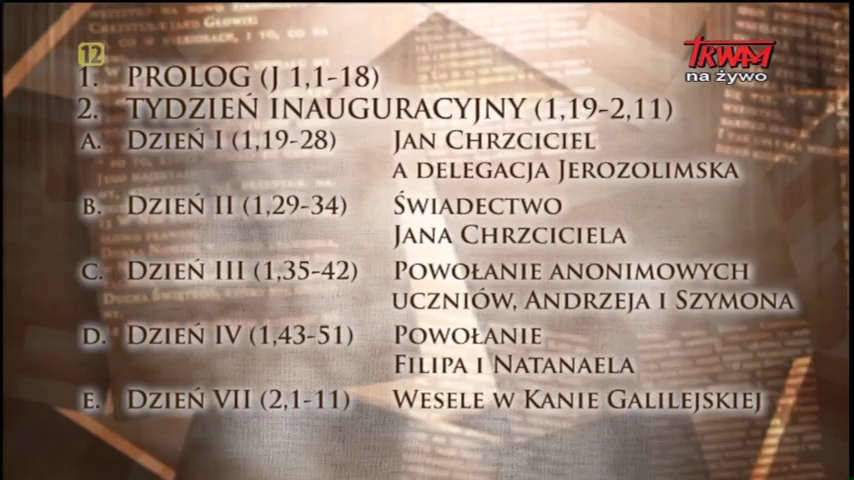 12
TRWAM
na żywo
1. PROLOG (J 1,1-18)
2. TYDZIEŃ INAUGURACYJNY (1,19-2,11)
A. DZIEŃ I (1,19-28) JAN CHRZCICIEL
A DELEGACJA JEROZOLIMSKA
B. DZIEŃ II (1,29-34) ŚWIADECTWO
JANA CHRZCICIELA
C. DZIEŃ III (1,35-42) POWOŁANIE ANONIMOWYCH
UCZNIÓW, ANDRZEJA I SZYMONA
D. DZIEŃ IV (1,43-51) POWOŁANIE
FILIPA I NATANAELA
E. DZIEŃ VII (2,1-11) WESELE W KANIE GALILEJSKIEJ